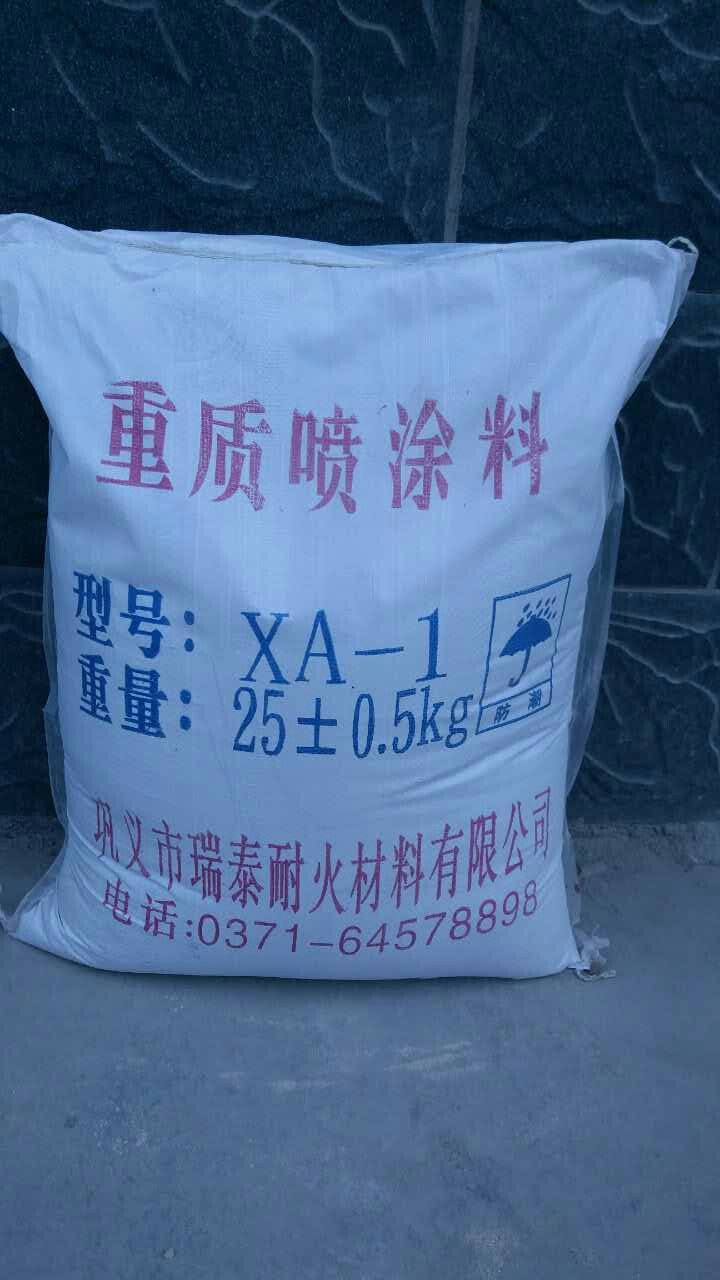 重质喷涂料
型号：XA-1
重量：25±0.5kg
防潮
巩义市瑞泰耐火材料有限公司
电话:0371-64578898